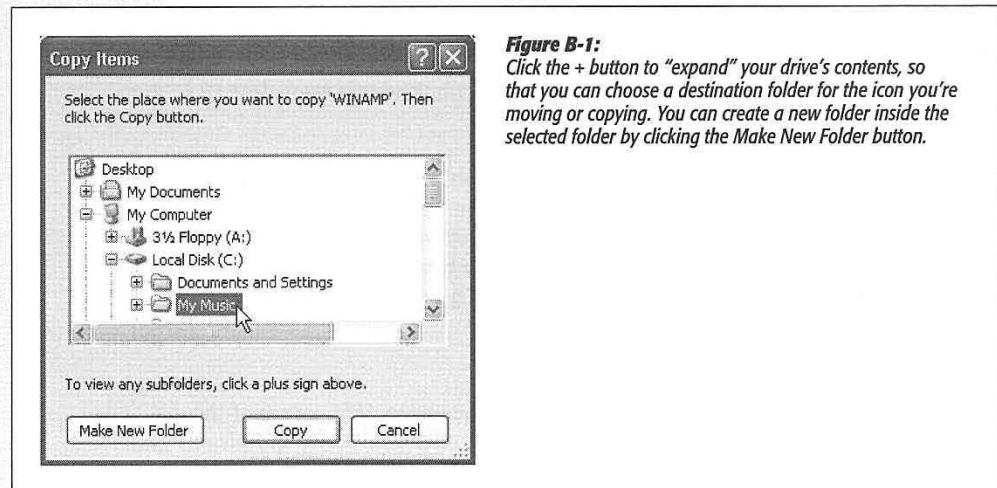 Copy Items
Select the place where you want to copy 'WINAMP'. Then
click the Copy button.
Desktop
My Documents
My Computer
3½ Floppy (A:)
Local Disk (C:)
Documents and Settings
My Music
To view any subfolders, click a plus sign above.
Make New Folder
Copy
Cancel
Figure B-1:
Click the + button to “expand” your drive’s contents, so
that you can choose a destination folder for the icon you’re
moving or copying. You can create a new folder inside the
selected folder by clicking the Make New Folder button.